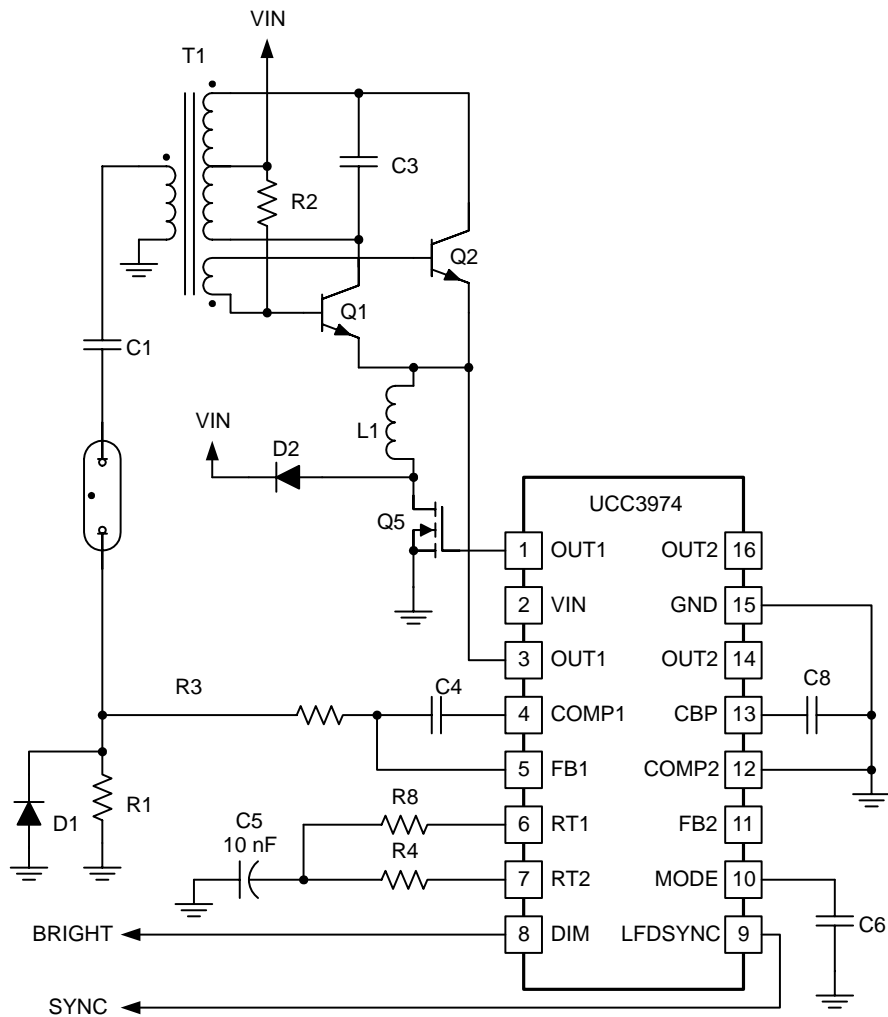 VIN
T1
C3
R2
Q2
Q1
C1
VIN
L1
D2
UCC3974
Q5
1 OUT1 OUT2 16
2 VIN GND 15
3 OUT1 OUT2 14
R3
C4
C8
4 COMP1 CBP 13
5 FB1 COMP2 12
D1
R1
C5
10 nF
R8
6 RT1 FB2 11
R4
7 RT2 MODE 10
C6
BRIGHT
8 DIM LFDSYNC 9
SYNC